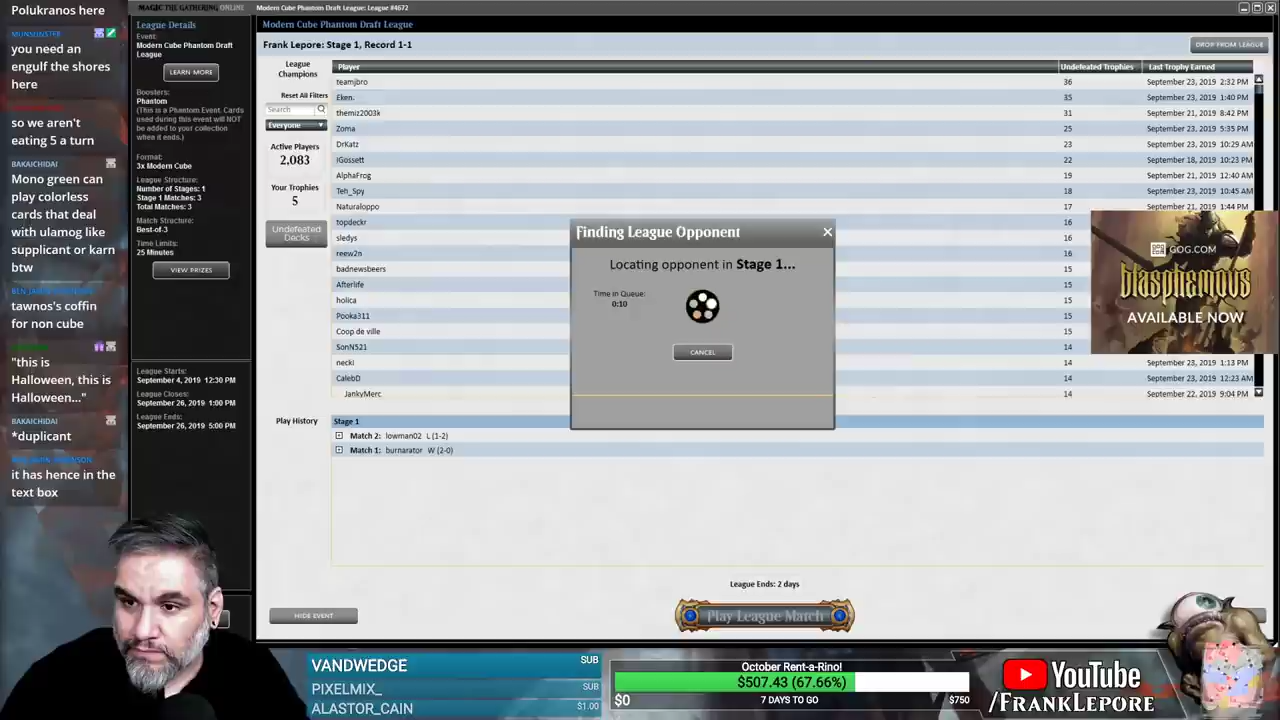 Polukranos here
MUNSUNSTER
you need an
engulf the shores
here
so we aren't
eating 5 a turn
BAKAICHIDAI
Mono green can
play colorless
cards that deal
with ulamog like
supplicant or karn
btw
tawnos's coffin
for non cube
"this is
Halloween, this is
Halloween..."
BAKAICHIDAI
*duplicant
it has hence in the
text box
MAGIC THE GATHERING ONLINE
Modern Cube Phantom Draft League: League #4672
League Details
Event:
Modern Cube Phantom Draft
League
LEARN MORE
Boosters:
Phantom
(This is a Phantom Event. Cards
used during this event will NOT
be added to your collection
when it ends.)
Format:
3x Modern Cube
League Structure:
Number of Stages: 1
Stage 1 Matches: 3
Total Matches: 3
Match Structure:
Best-of-3
Time Limits:
25 Minutes
VIEW PRIZES
League Starts:
September 4, 2019 12:30 PM
League Closes:
September 26, 2019 1:00 PM
League Ends:
September 26, 2019 5:00 PM
Modern Cube Phantom Draft League
Frank Lepore: Stage 1, Record 1-1
DROP FROM LEAGUE
League
Champions
Reset All Filters
Search
Everyone
Active Players
2,083
Your Trophies
5
Undefeated
Decks
Player Undefeated Trophies Last Trophy Earned
teamjbro 36 September 23, 2019 2:32 PM
Eken. 35 September 23, 2019 1:40 PM
themiz2003k 31 September 21, 2019 8:42 PM
Zoma 25 September 23, 2019 5:35 PM
DrKatz 23 September 23, 2019 10:29 AM
IGossett 22 September 18, 2019 10:23 PM
AlphaFrog 19 September 21, 2019 12:40 AM
Teh_Spy 18 September 23, 2019 10:45 AM
Naturaloppo 17 September 21, 2019 1:44 PM
topdeckr 16
sledys 16
reew2n 16
badnewsbeers 15
Afterlife 15
holica 15
Pooka311 15
Coop de ville 15
SonN521 14
necki 14 September 23, 2019 1:13 PM
CalebD 14 September 23, 2019 12:23 AM
JankyMerc 14 September 22, 2019 9:04 PM
Finding League Opponent
Locating opponent in Stage 1...
Time in Queue:
0:10
CANCEL
GOG.COM
blasphemous
AVAILABLE NOW
Play History
Stage 1
Match 2: lowman02 L (1-2)
Match 1: burnarator W (2-0)
League Ends: 2 days
HIDE EVENT
Play League Match
VANDWEDGE SUB
PIXELMIX_ SUB
ALASTOR_CAIN $1.00
October Rent-a-Rino!
$507.43 (67.66%)
$0 7 DAYS TO GO $750
YouTube
/FRANKLEPORE